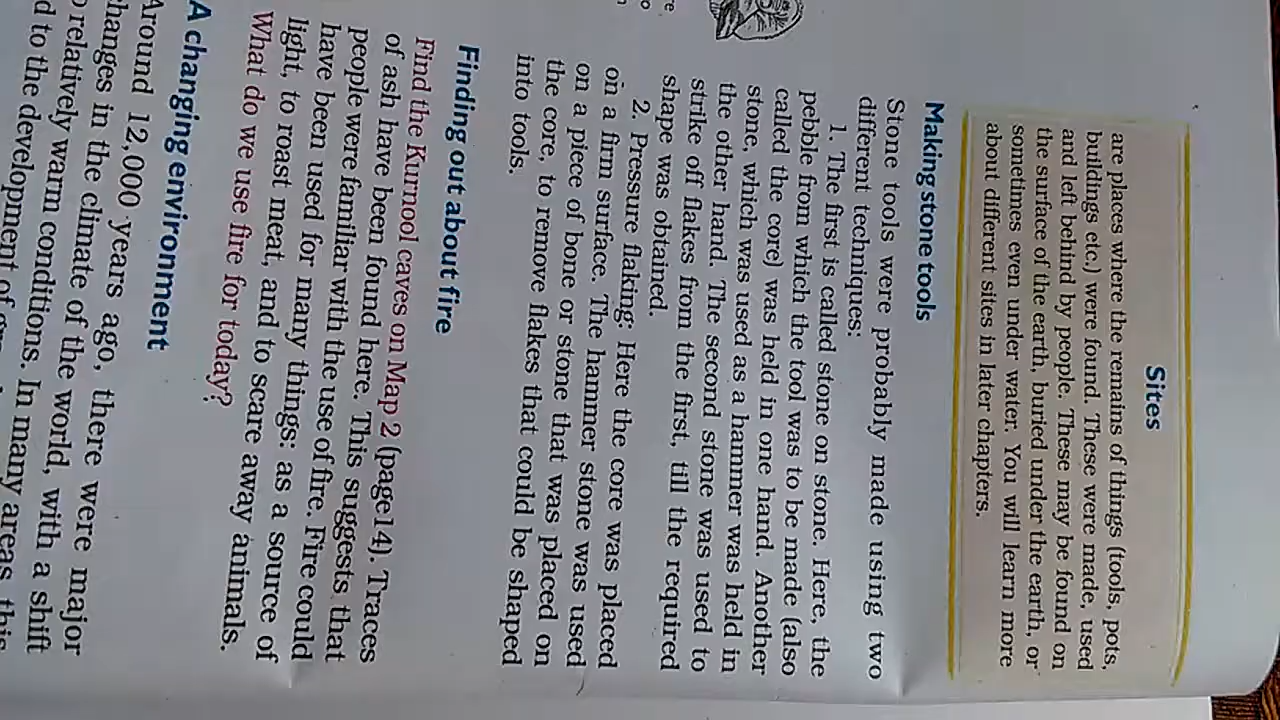 Sites
are places where the remains of things (tools, pots,
buildings etc.) were found. These were made, used
and left behind by people. These may be found on
the surface of the earth, buried under the earth, or
sometimes even under water. You will learn more
about different sites in later chapters.
Making stone tools
Stone tools were probably made using two
different techniques:
1. The first is called stone on stone. Here, the
pebble from which the tool was to be made (also
called the core) was held in one hand. Another
stone, which was used as a hammer was held in
the other hand. The second stone was used to
strike off flakes from the first, till the required
shape was obtained.
2. Pressure flaking: Here the core was placed
on a firm surface. The hammer stone was used
on a piece of bone or stone that was placed on
the core, to remove flakes that could be shaped
into tools.
Finding out about fire
Find the Kurnool caves on Map 2 (page14). Traces
of ash have been found here. This suggests that
people were familiar with the use of fire. Fire could
have been used for many things: as a source of
light, to roast meat, and to scare away animals.
What do we use fire for today?
A changing environment
Around 12,000 years ago, there were major
changes in the climate of the world, with a shift
relatively warm conditions. In many areas this
to the development of